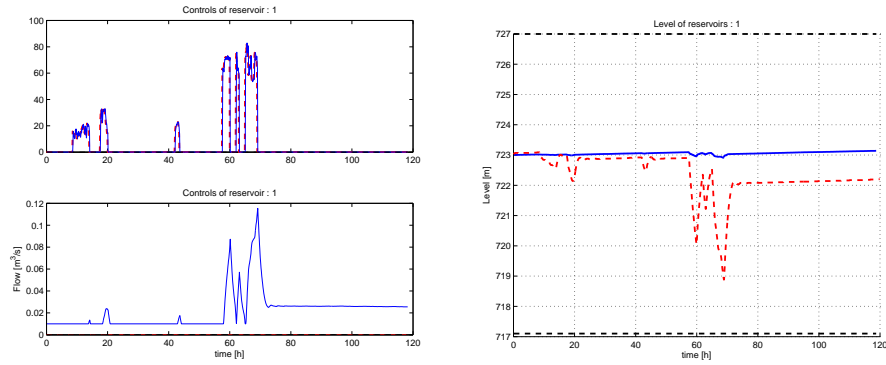 Controls of reservoir : 1
100
80
60
40
20
0
0 20 40 60 80 100 120
Controls of reservoir : 1
0.12
0.1
0.08
0.06
0.04
0.02
0
Flow [m³/s]
0 20 40 60 80 100 120
time [h]
Level of reservoirs : 1
727
726
725
724
723
722
721
720
719
718
717
Level [m]
0 20 40 60 80 100 120
time [h]